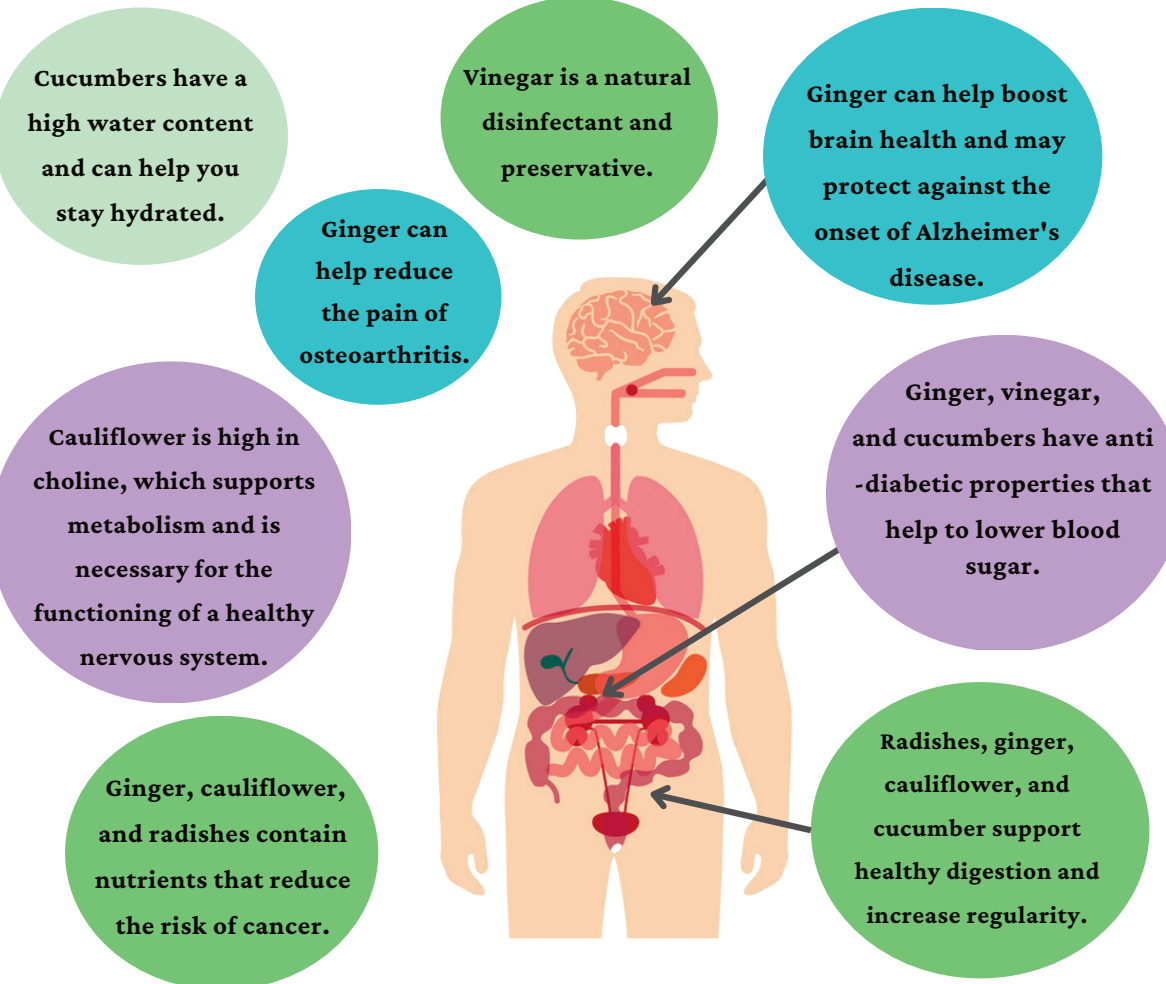 Cucumbers have a
high water content
and can help you
stay hydrated.
Vinegar is a natural
disinfectant and
preservative.
Ginger can help boost
brain health and may
protect against the
onset of Alzheimer's
disease.
Ginger can
help reduce
the pain of
osteoarthritis.
Cauliflower is high in
choline, which supports
metabolism and is
necessary for the
functioning of a healthy
nervous system.
Ginger, vinegar,
and cucumbers have anti
-diabetic properties that
help to lower blood
sugar.
Ginger, cauliflower,
and radishes contain
nutrients that reduce
the risk of cancer.
Radishes, ginger,
cauliflower, and
cucumber support
healthy digestion and
increase regularity.